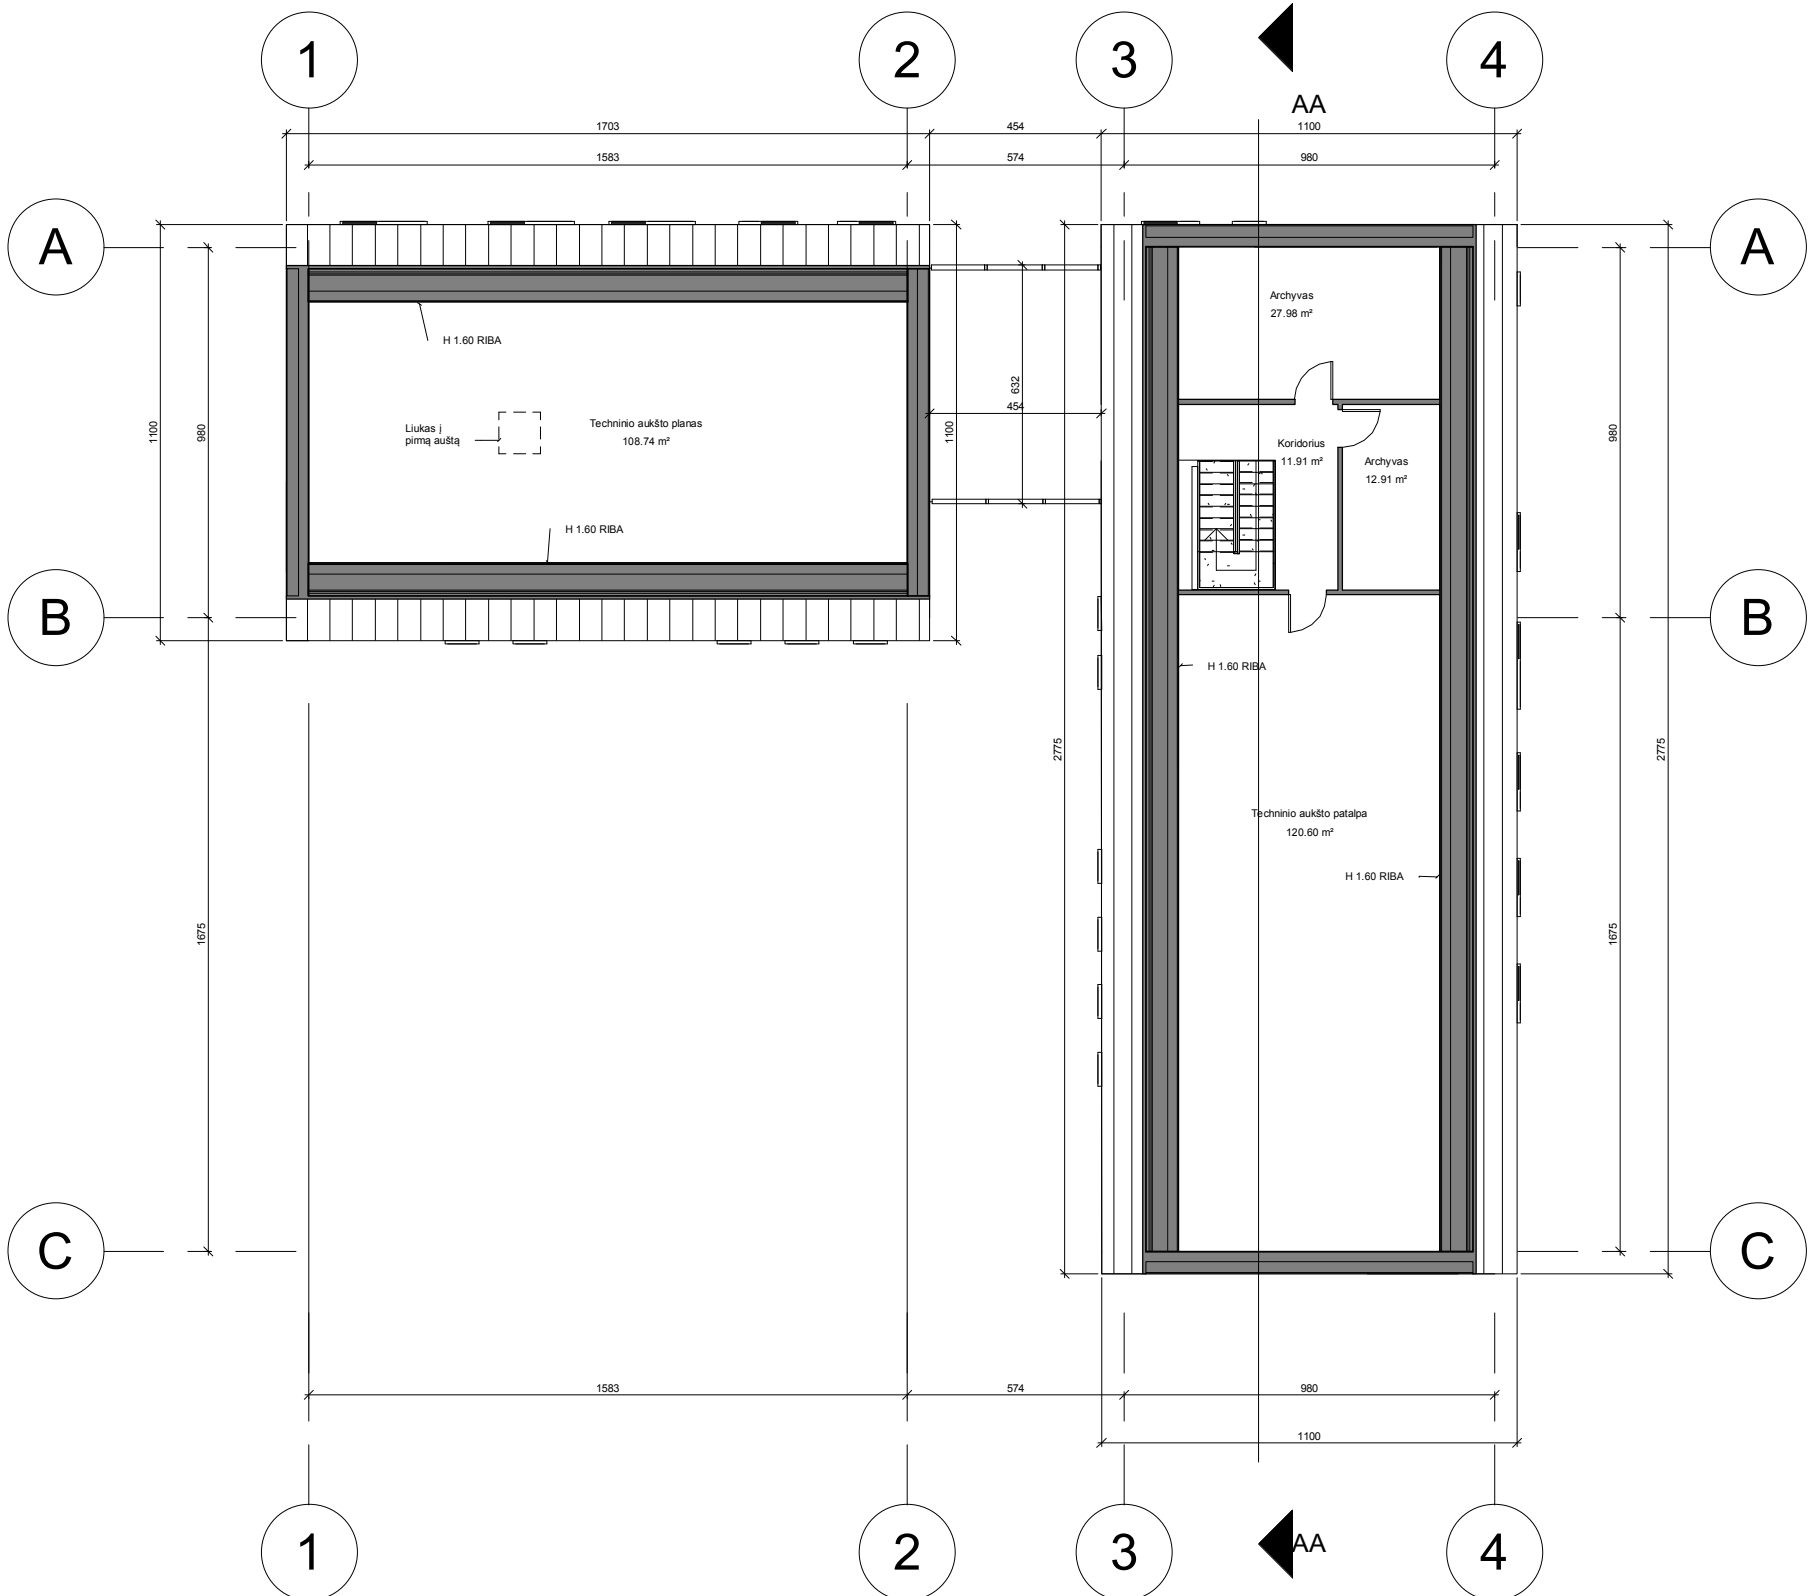 1
2
3
4
AA
1703
454
1100
1583
574
980
A
A
Archyvas
27.98 m²
H 1.60 RIBA
632
454
1100
980
1100
980
Liukas į
pirmą auštą
Techninio aukšto planas
108.74 m²
Koridorius
11.91 m²
Archyvas
12.91 m²
H 1.60 RIBA
B
B
H 1.60 RIBA
2775
2775
Techninio aukšto patalpa
120.60 m²
H 1.60 RIBA
1675
1675
C
C
1583
574
980
1100
1
2
3
AA
4